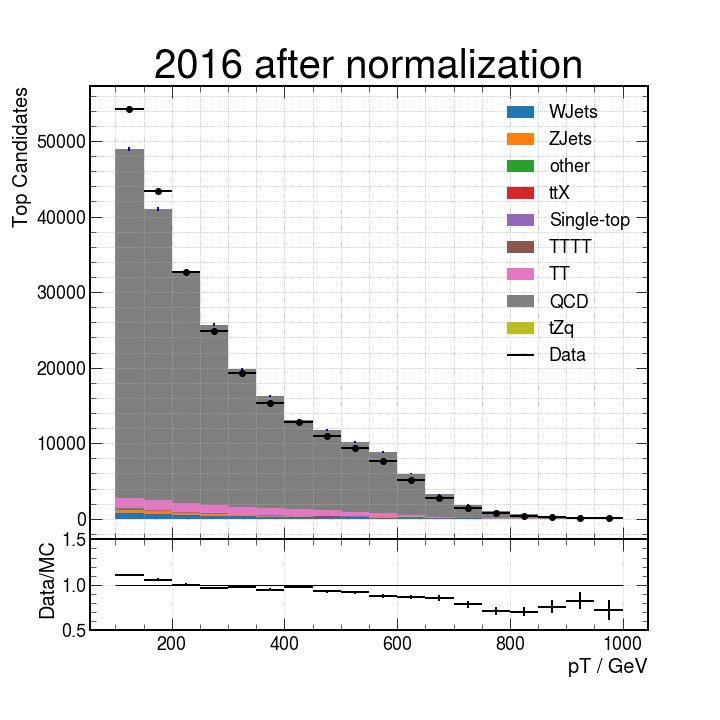 2016 after normalization
Top Candidates
50000
40000
30000
20000
10000
0
WJets
ZJets
other
ttX
Single-top
TTTT
TT
QCD
tZq
Data
Data/MC
1.5
1.0
0.5
200 400 600 800 1000
pT / GeV